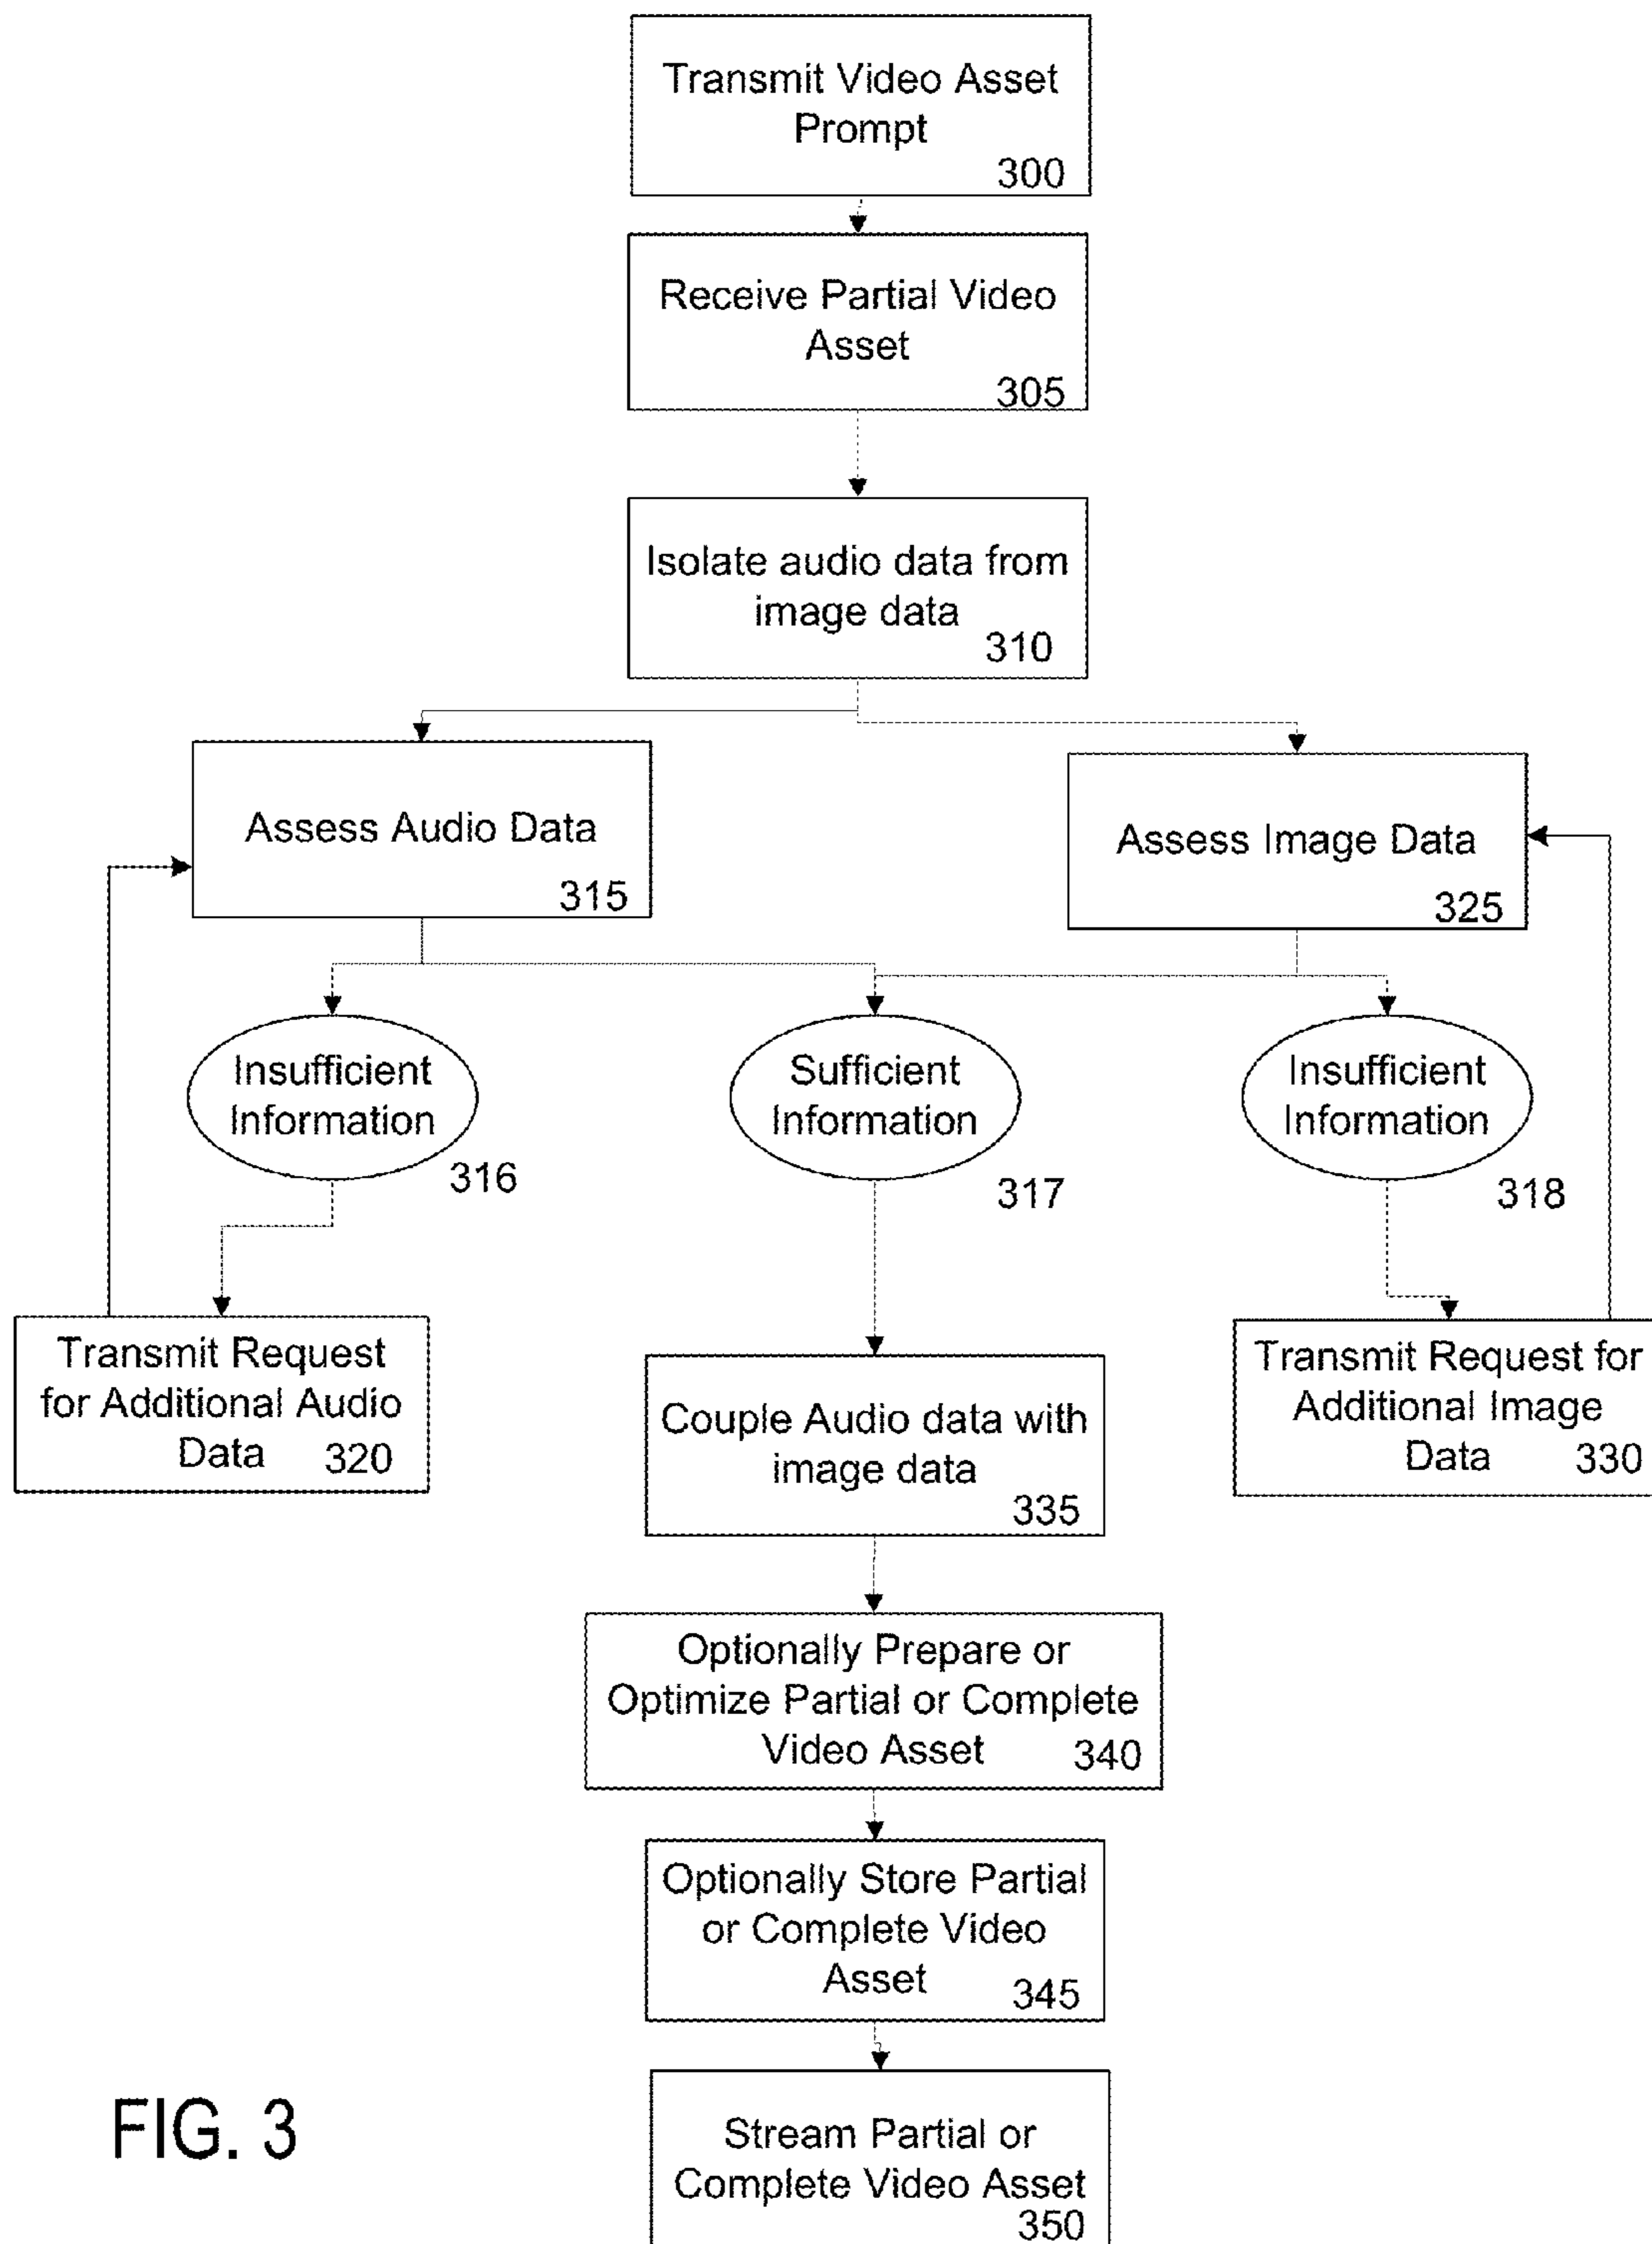 Transmit Video Asset
Prompt
300
Receive Partial Video
Asset
305
Isolate audio data from
image data
310
Assess Audio Data
315
Assess Image Data
325
Insufficient
Information
316
Sufficient
Information
317
Insufficient
Information
318
Transmit Request
for Additional Audio
Data 320
Couple Audio data with
image data
335
Transmit Request for
Additional Image
Data 330
Optionally Prepare or
Optimize Partial or Complete
Video Asset 340
Optionally Store Partial
or Complete Video
Asset 345
Stream Partial or
Complete Video Asset
350
FIG. 3